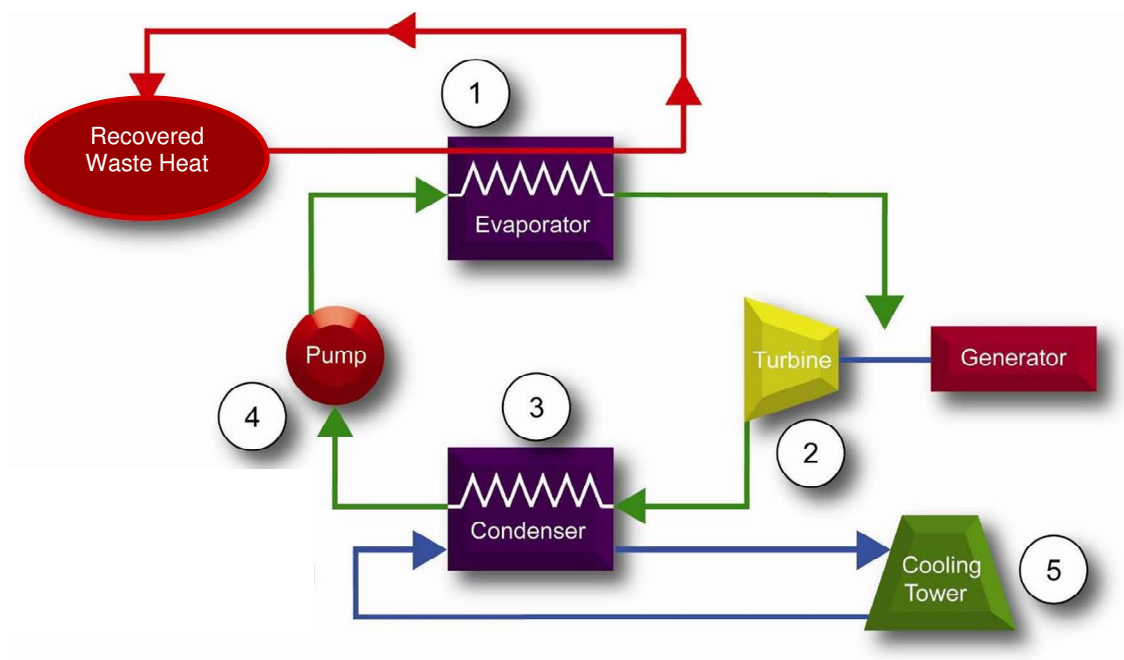 1
Recovered
Waste Heat
Evaporator
Pump
Turbine
Generator
3
4
2
Condenser
Cooling
Tower
5